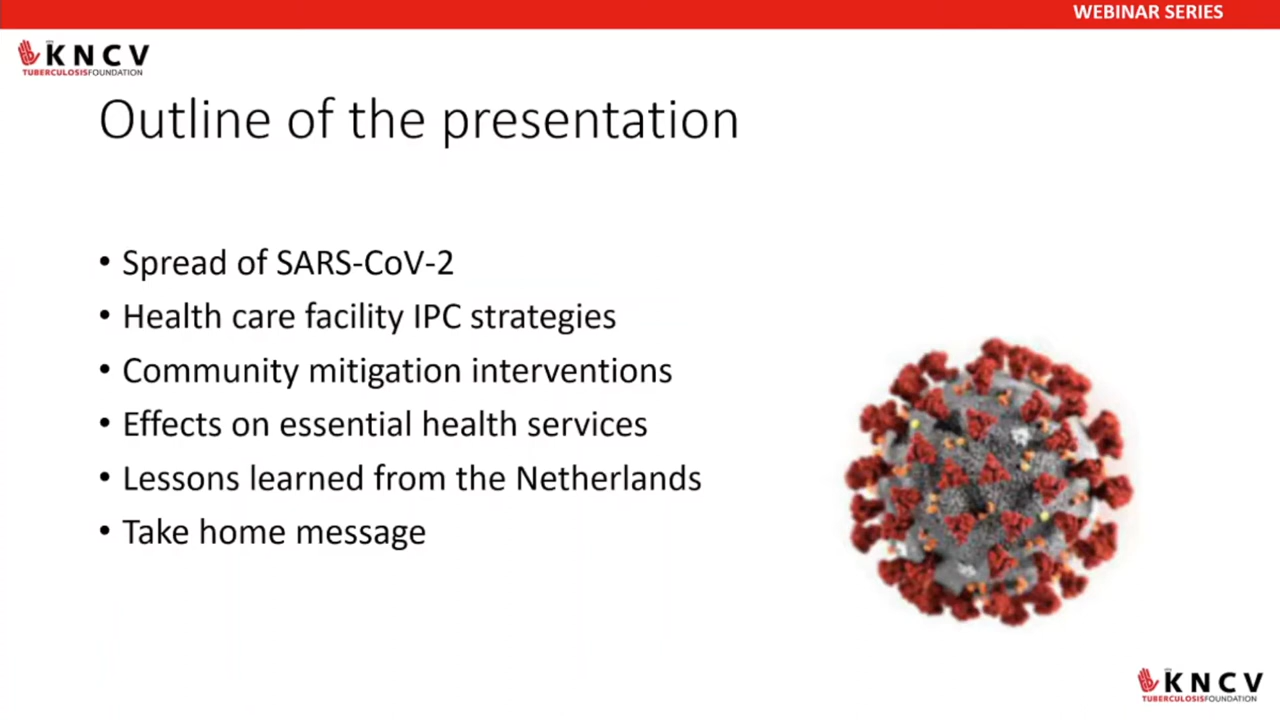 WEBINAR SERIES
KNCV
TUBERCULOSISFOUNDATION
Outline of the presentation
• Spread of SARS-CoV-2
• Health care facility IPC strategies
• Community mitigation interventions
• Effects on essential health services
• Lessons learned from the Netherlands
• Take home message
KNCV
TUBERCULOSISFOUNDATION